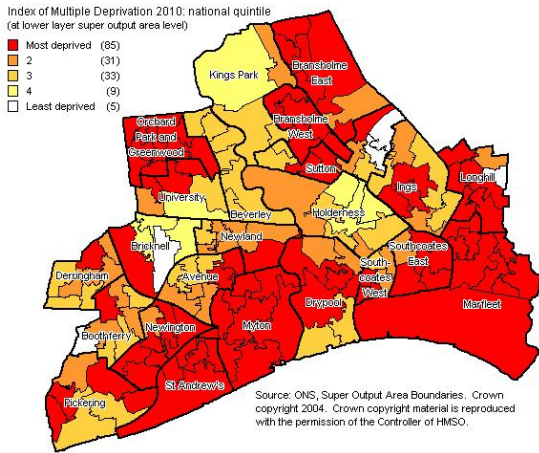 Index of Multiple Deprivation 2010: national quintile
(at lower layer super output area level)
Most deprived (85)
2 (31)
3 (33)
4 (9)
Least deprived (5)
Kings Park
Bransholme
East
Orchard
Park and
Greenwood
Bransholme
West
Sutton
Longhill
Ings
University
Holderness
Beverley
Bricknell
Newland
Southcoates
East
South-
coates
West
Derringham
Avenue
Drypool
Marfleet
Boothferry
Newington
Myton
St Andrew's
Pickering
Source: ONS, Super Output Area Boundaries. Crown
copyright 2004. Crown copyright material is reproduced
with the permission of the Controller of HMSO.